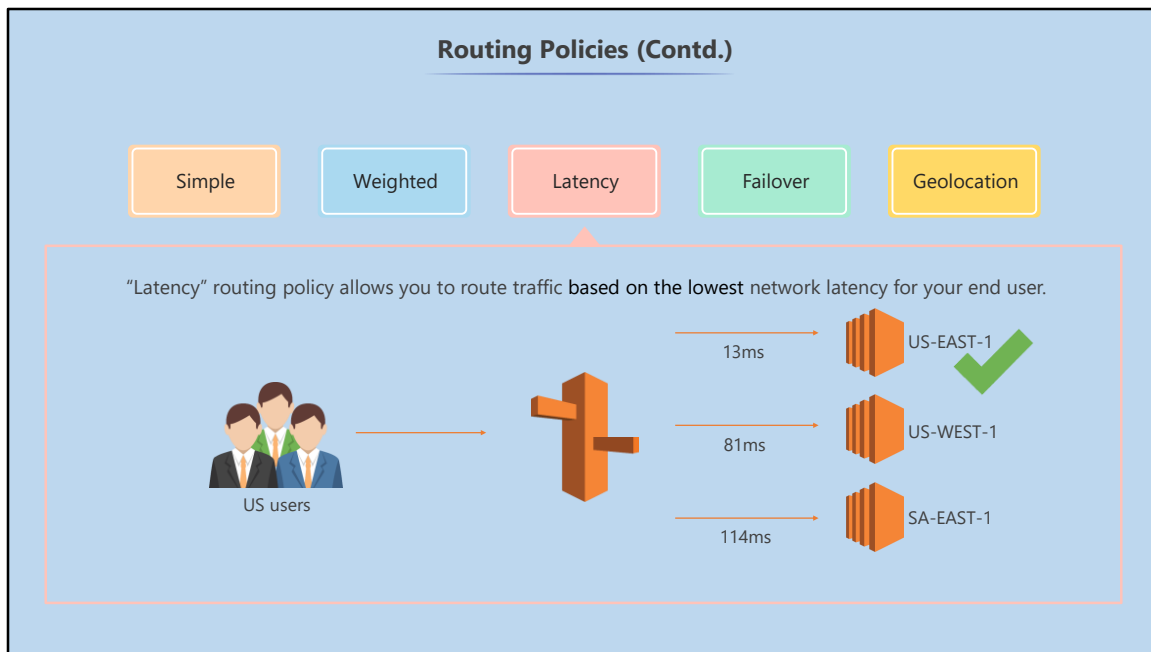 Routing Policies (Contd.)
Simple
Weighted
Latency
Failover
Geolocation
“Latency” routing policy allows you to route traffic based on the lowest network latency for your end user.
13ms
US-EAST-1
81ms
US-WEST-1
US users
114ms
SA-EAST-1